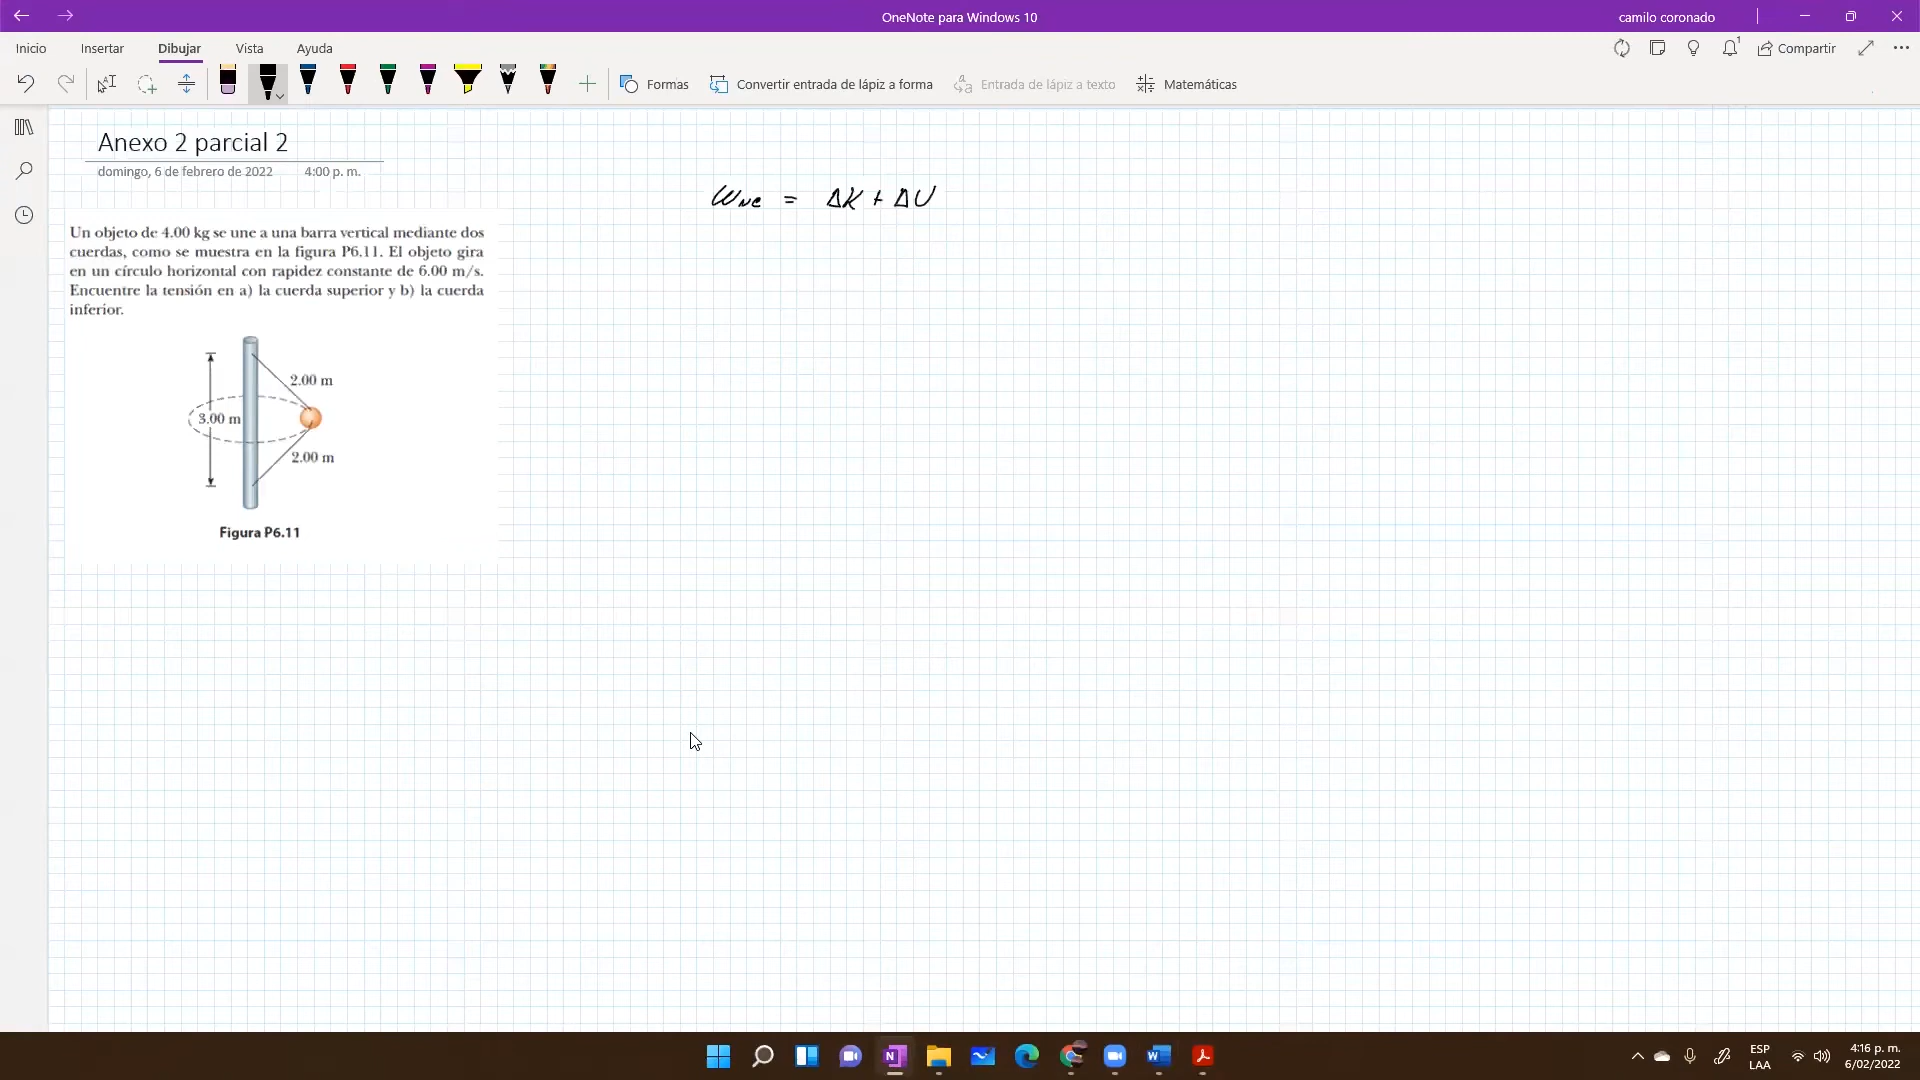 OneNote para Windows 10
camilo coronado
Inicio
Insertar
Dibujar
Vista
Ayuda
1
Compartir
Formas
Convertir entrada de lápiz a forma
Entrada de lápiz a texto
Matemáticas
Anexo 2 parcial 2
domingo, 6 de febrero de 2022 4:00 p. m.
WNC = ΔK + ΔU
Un objeto de 4.00 kg se une a una barra vertical mediante dos
cuerdas, como se muestra en la figura P6.11. El objeto gira
en un círculo horizontal con rapidez constante de 6.00 m/s.
Encuentre la tensión en a) la cuerda superior y b) la cuerda
inferior.
2.00 m
3.00 m
2.00 m
Figura P6.11
ESP
LAA
4:16 p. m.
6/02/2022